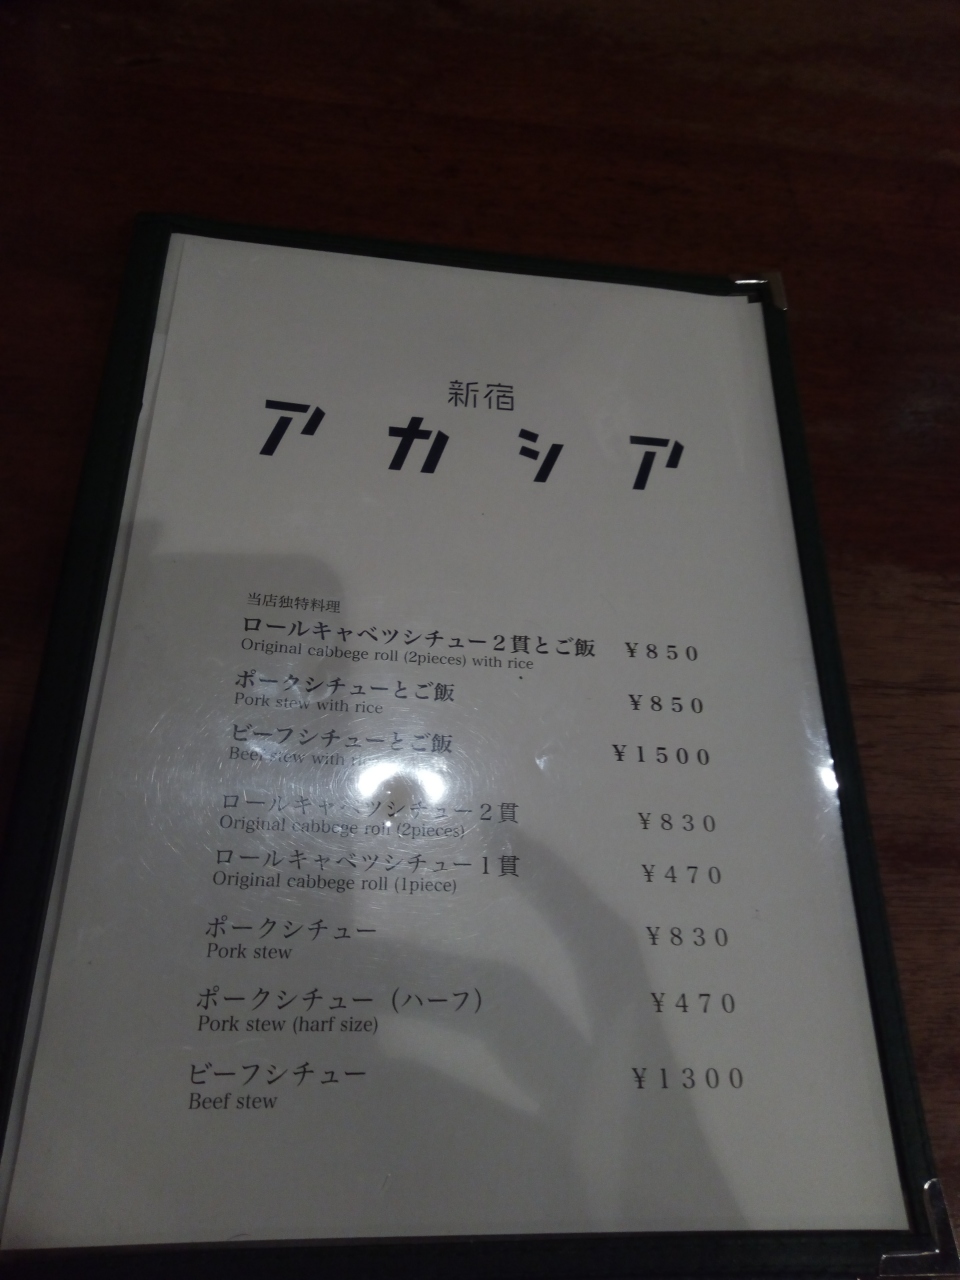 新宿
アカシア
当店独特料理
ロールキャベツシチュー２貫とご飯 ￥８５０
Original cabbege roll (2pieces) with rice
ポークシチューとご飯 ￥８５０
Pork stew with rice
ビーフシチューとご飯 ￥１５００
Beef stew with rice
ロールキャベツシチュー２貫 ￥８３０
Original cabbege roll (2pieces)
ロールキャベツシチュー１貫 ￥４７０
Original cabbege roll (1piece)
ポークシチュー ￥８３０
Pork stew
ポークシチュー（ハーフ） ￥４７０
Pork stew (harf size)
ビーフシチュー ￥１３００
Beef stew